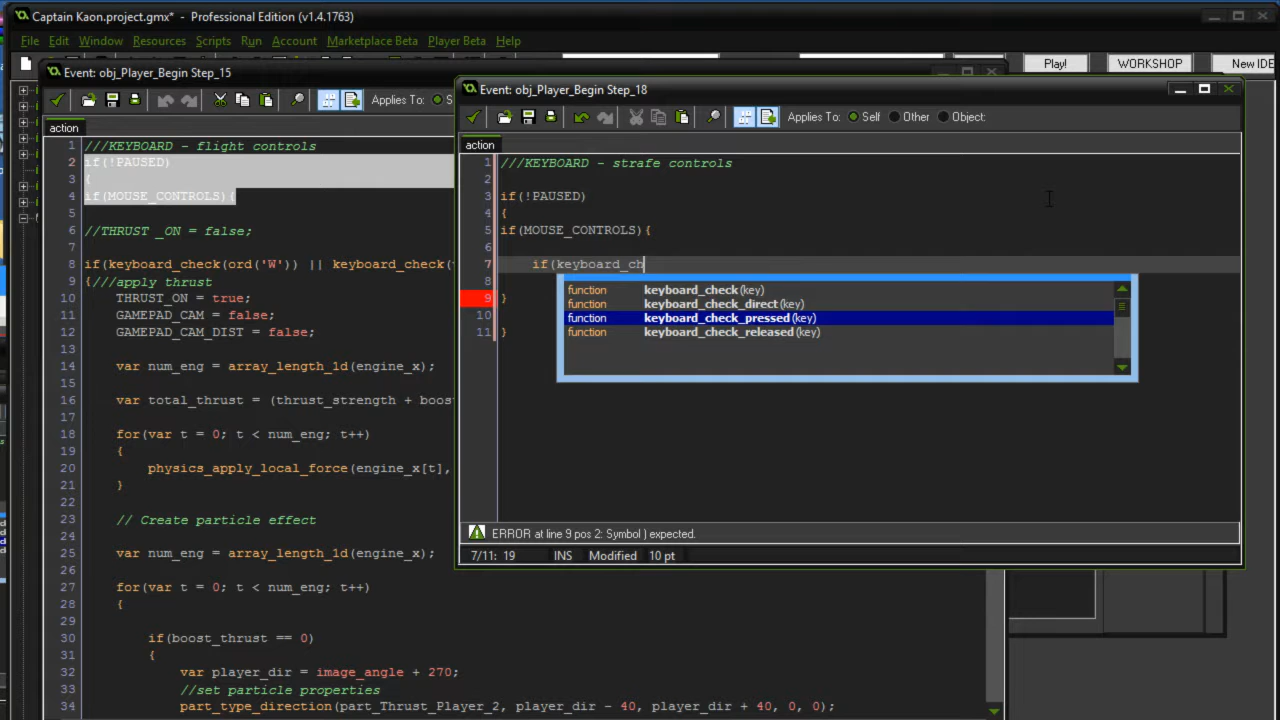 Captain Kaon.project.gmx* - Professional Edition (v1.4.1763)
File Edit Window Resources Scripts Run Account Marketplace Beta Player Beta Help
Play! WORKSHOP New IDE
Event: obj_Player_Begin Step_15
Applies To: S
action
1 ///KEYBOARD - flight controls
2 if(!PAUSED)
3 {
4 if(MOUSE_CONTROLS){
5
6 //THRUST _ON = false;
7
8 if(keyboard_check(ord('W')) || keyboard_check(
9 {///apply thrust
10 THRUST_ON = true;
11 GAMEPAD_CAM = false;
12 GAMEPAD_CAM_DIST = false;
13
14 var num_eng = array_length_1d(engine_x);
15
16 var total_thrust = (thrust_strength + boos
17
18 for(var t = 0; t < num_eng; t++)
19 {
20 physics_apply_local_force(engine_x[t],
21 }
22
23 // Create particle effect
24
25 var num_eng = array_length_1d(engine_x);
26
27 for(var t = 0; t < num_eng; t++)
28 {
29
30 if(boost_thrust == 0)
31 {
32 var player_dir = image_angle + 270;
33 //set particle properties
34 part_type_direction(part_Thrust_Player_2, player_dir - 40, player_dir + 40, 0, 0);
Event: obj_Player_Begin Step_18
Applies To: Self Other Object:
action
1 ///KEYBOARD - strafe controls
2
3 if(!PAUSED)
4 {
5 if(MOUSE_CONTROLS){
6
7 if(keyboard_ch
8
9 }
10
11 }
function keyboard_check(key)
function keyboard_check_direct(key)
function keyboard_check_pressed(key)
function keyboard_check_released(key)
ERROR at line 9 pos 2: Symbol ) expected.
7/11: 19 INS Modified 10 pt